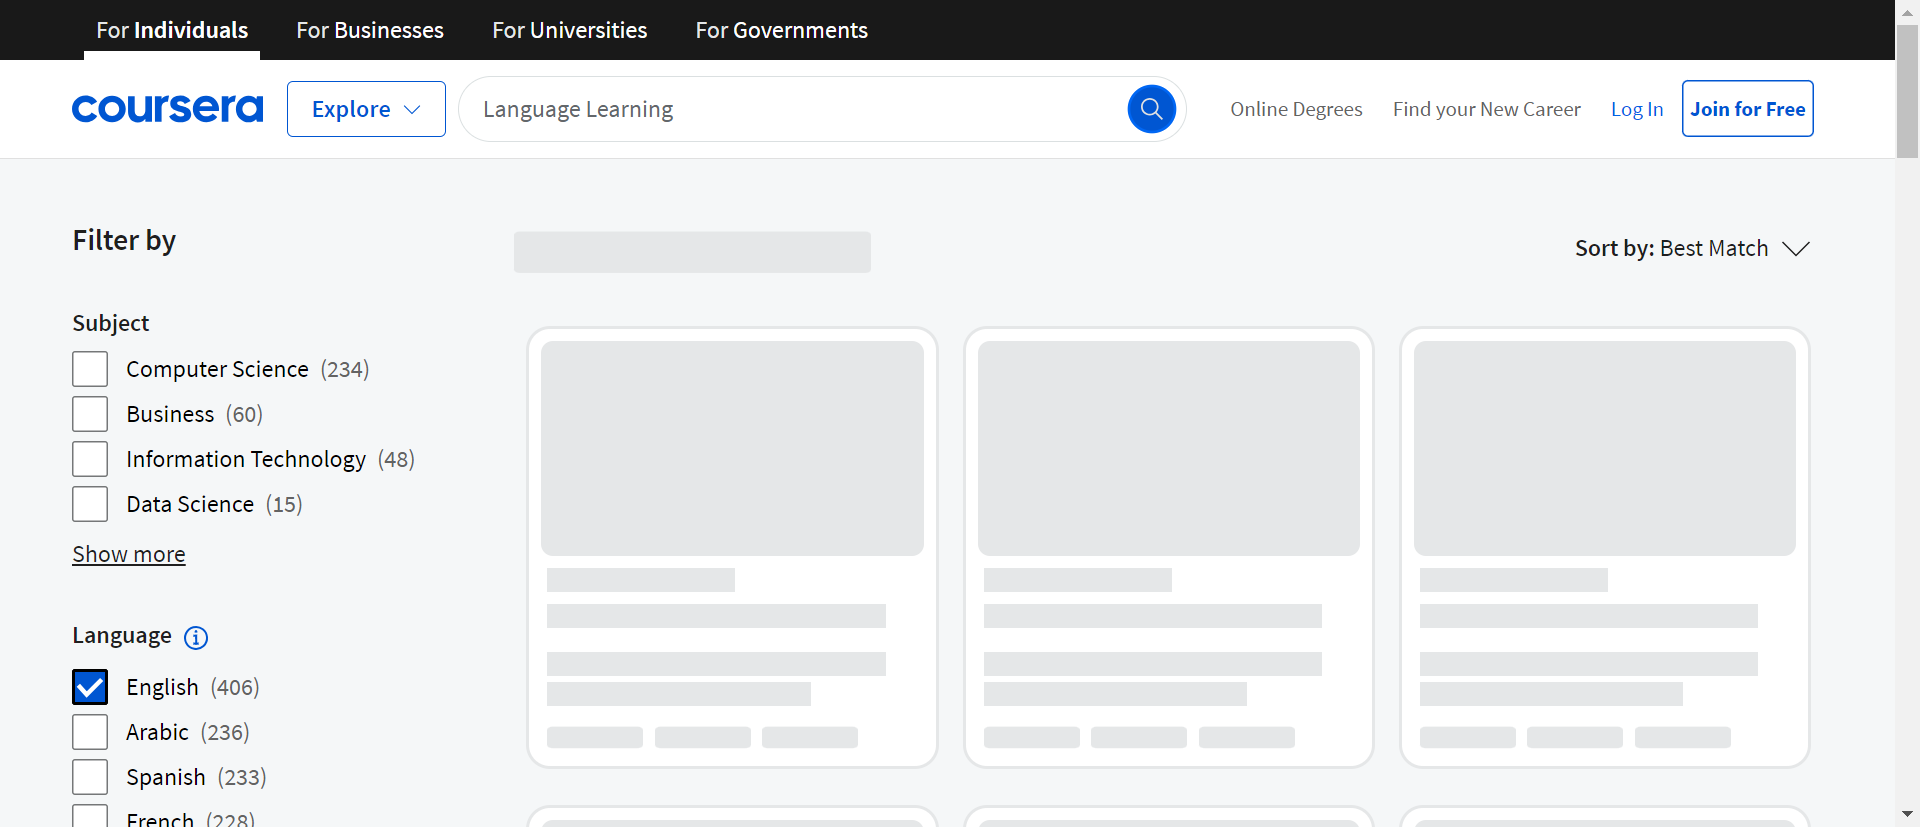 For Individuals
For Businesses
For Universities
For Governments
coursera
Explore
Language Learning
Online Degrees
Find your New Career
Log In
Join for Free
Filter by
Sort by: Best Match
Subject
Computer Science (234)
Business (60)
Information Technology (48)
Data Science (15)
Show more
Language
English (406)
Arabic (236)
Spanish (233)
French (228)